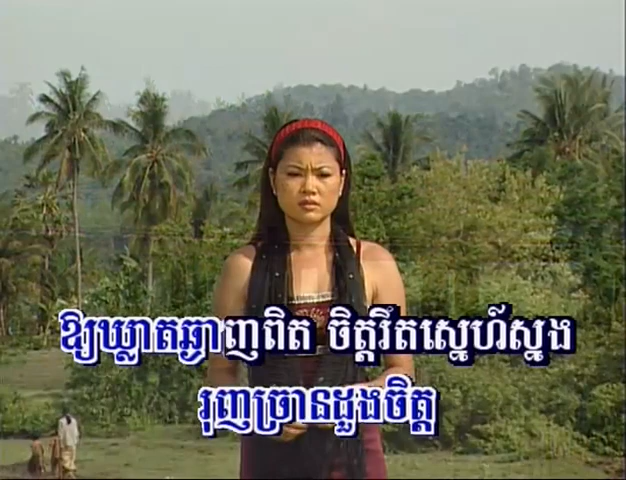 ឱ្យឃ្លាតឆ្ងាញពិត ចិត្តរឹតស្នេហ៍ស្នង
រុញច្រានដួងចិត្ត